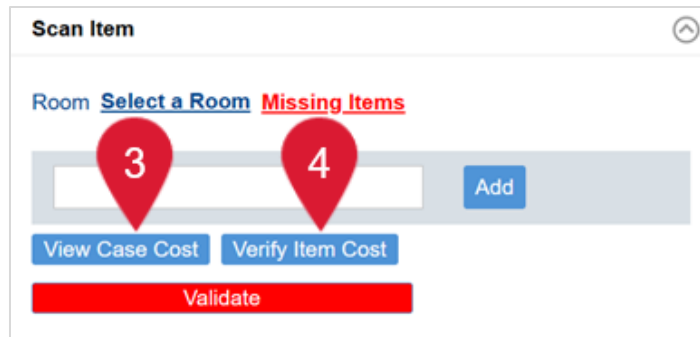 Scan Item
Room Select a Room Missing Items
3 4
Add
View Case Cost Verify Item Cost
Validate